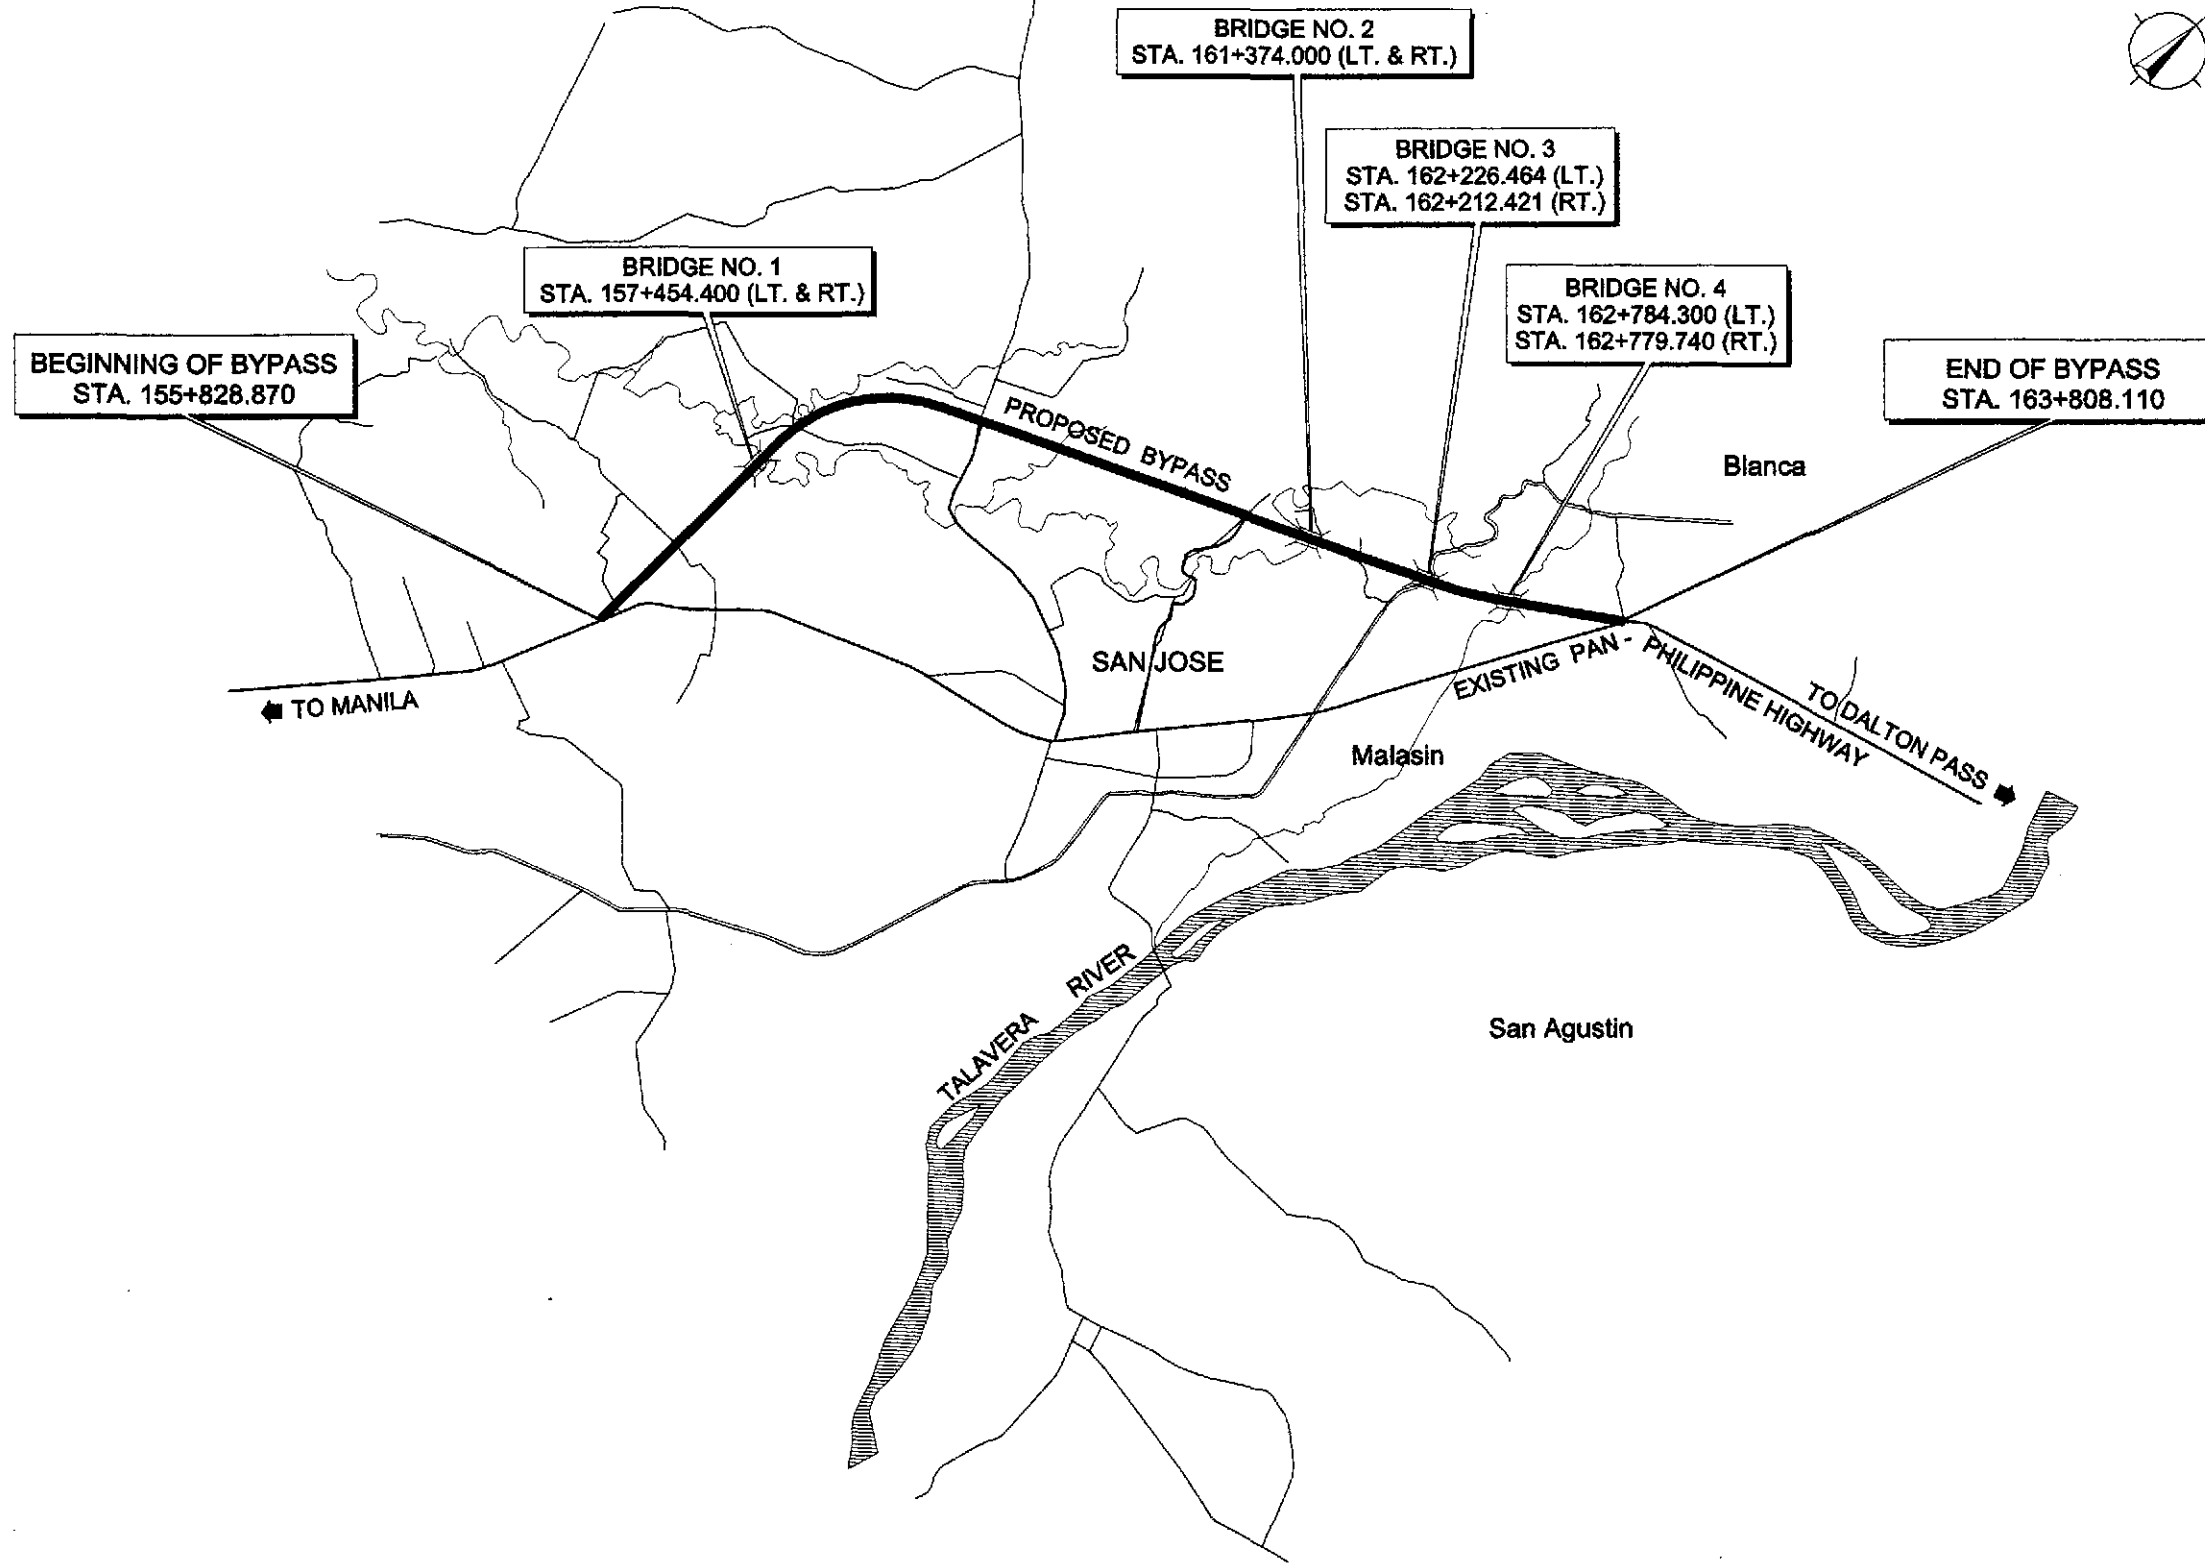 BRIDGE NO. 2
STA. 161+374.000 (LT. & RT.)
BRIDGE NO. 3
STA. 162+226.464 (LT.)
STA. 162+212.421 (RT.)
BRIDGE NO. 1
STA. 157+454.400 (LT. & RT.)
BRIDGE NO. 4
STA. 162+784.300 (LT.)
STA. 162+779.740 (RT.)
BEGINNING OF BYPASS
STA. 155+828.870
END OF BYPASS
STA. 163+808.110
PROPOSED BYPASS
Blanca
SAN JOSE
EXISTING PAN - PHILIPPINE HIGHWAY
TO MANILA
TO DALTON PASS
Malasin
TALAVERA RIVER
San Agustin